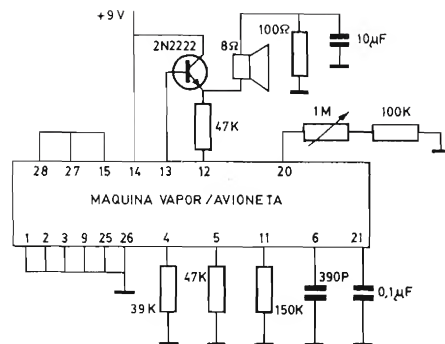 +9V
2N2222
8Ω
100Ω
10µF
47K
1M
100K
28 27 15 14 13 12 20
MAQUINA VAPOR/AVIONETA
1 2 3 9 25 26 4 5 11 6 21
39K
47K
150K
390P
0,1µF